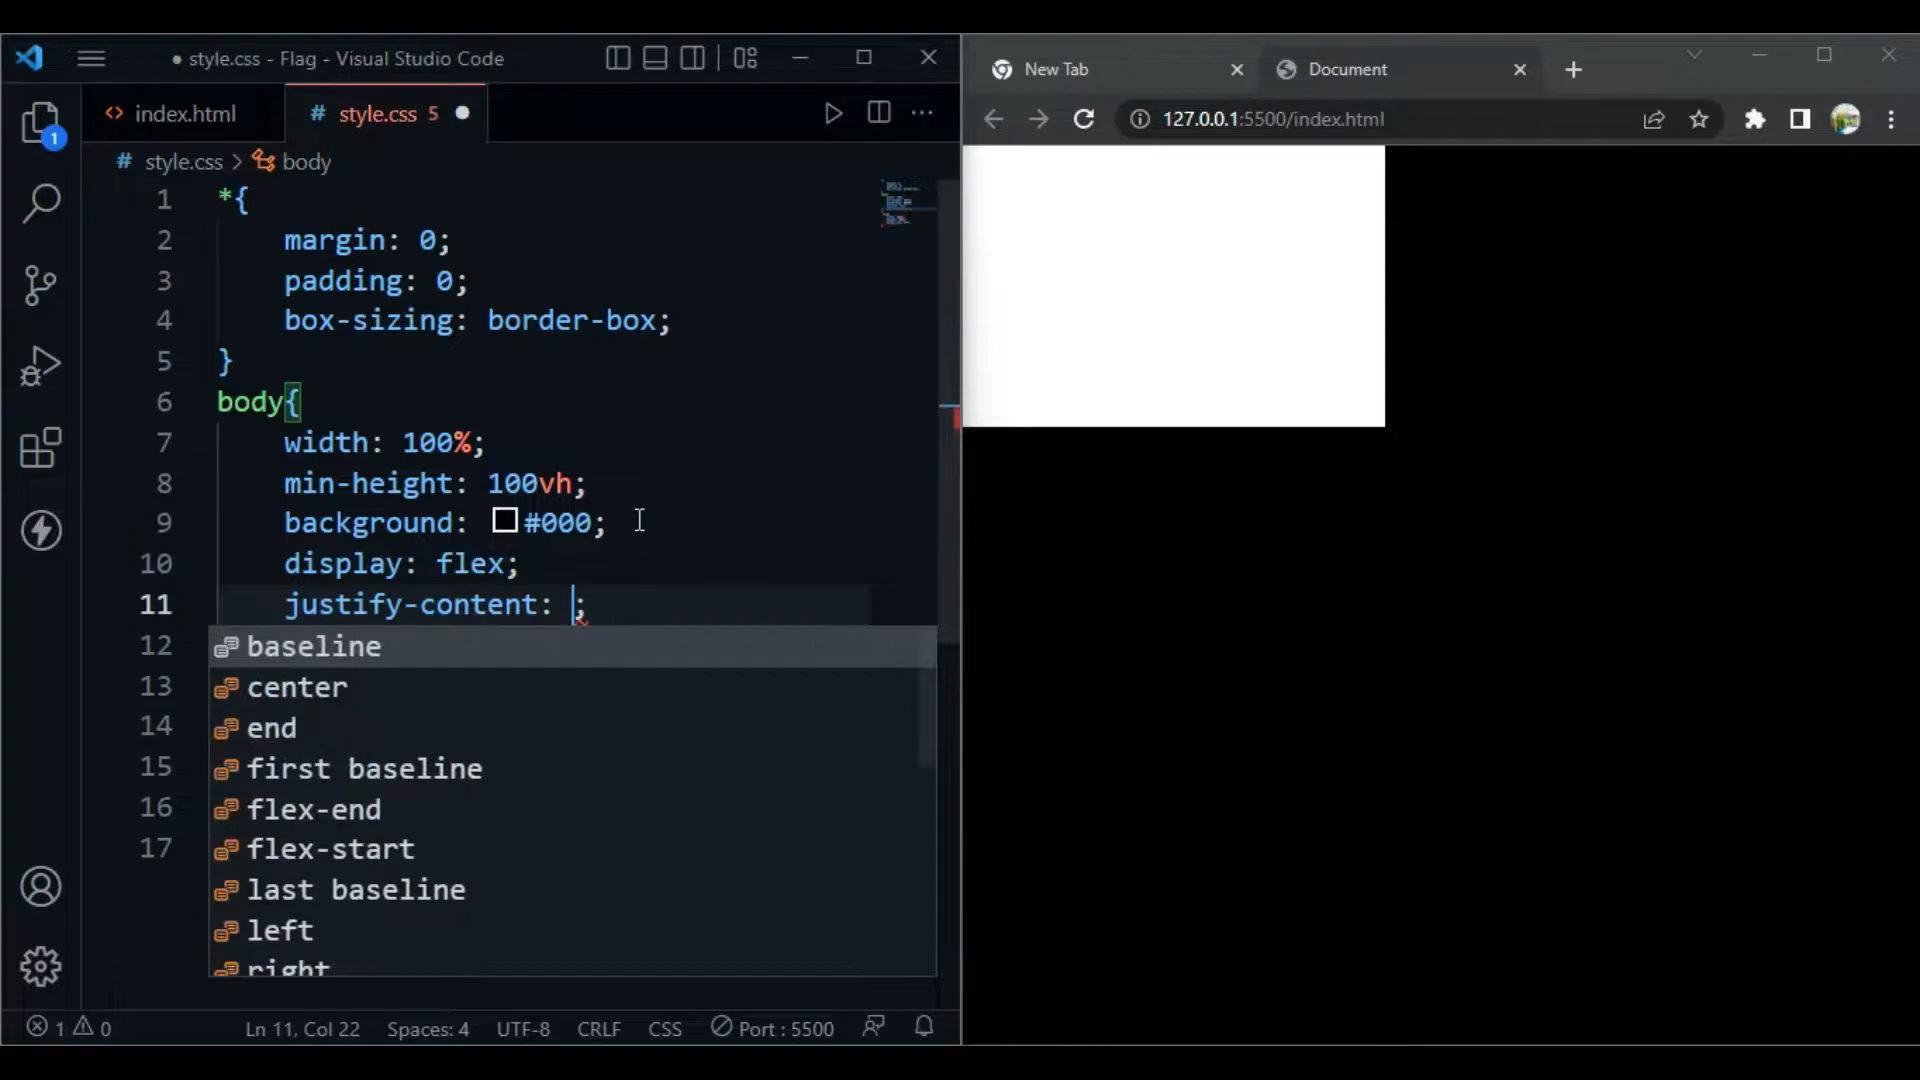 style.css - Flag - Visual Studio Code
index.html
# style.css 5
# style.css > body
1 *{
2 margin: 0;
3 padding: 0;
4 box-sizing: border-box;
5 }
6 body{
7 width: 100%;
8 min-height: 100vh;
9 background: #000;
10 display: flex;
11 justify-content: ;
12
13
14
15
16
17
baseline
center
end
first baseline
flex-end
flex-start
last baseline
left
right
1 0
Ln 11, Col 22
Spaces: 4
UTF-8
CRLF
CSS
Port : 5500
1
New Tab
Document
127.0.0.1:5500/index.html